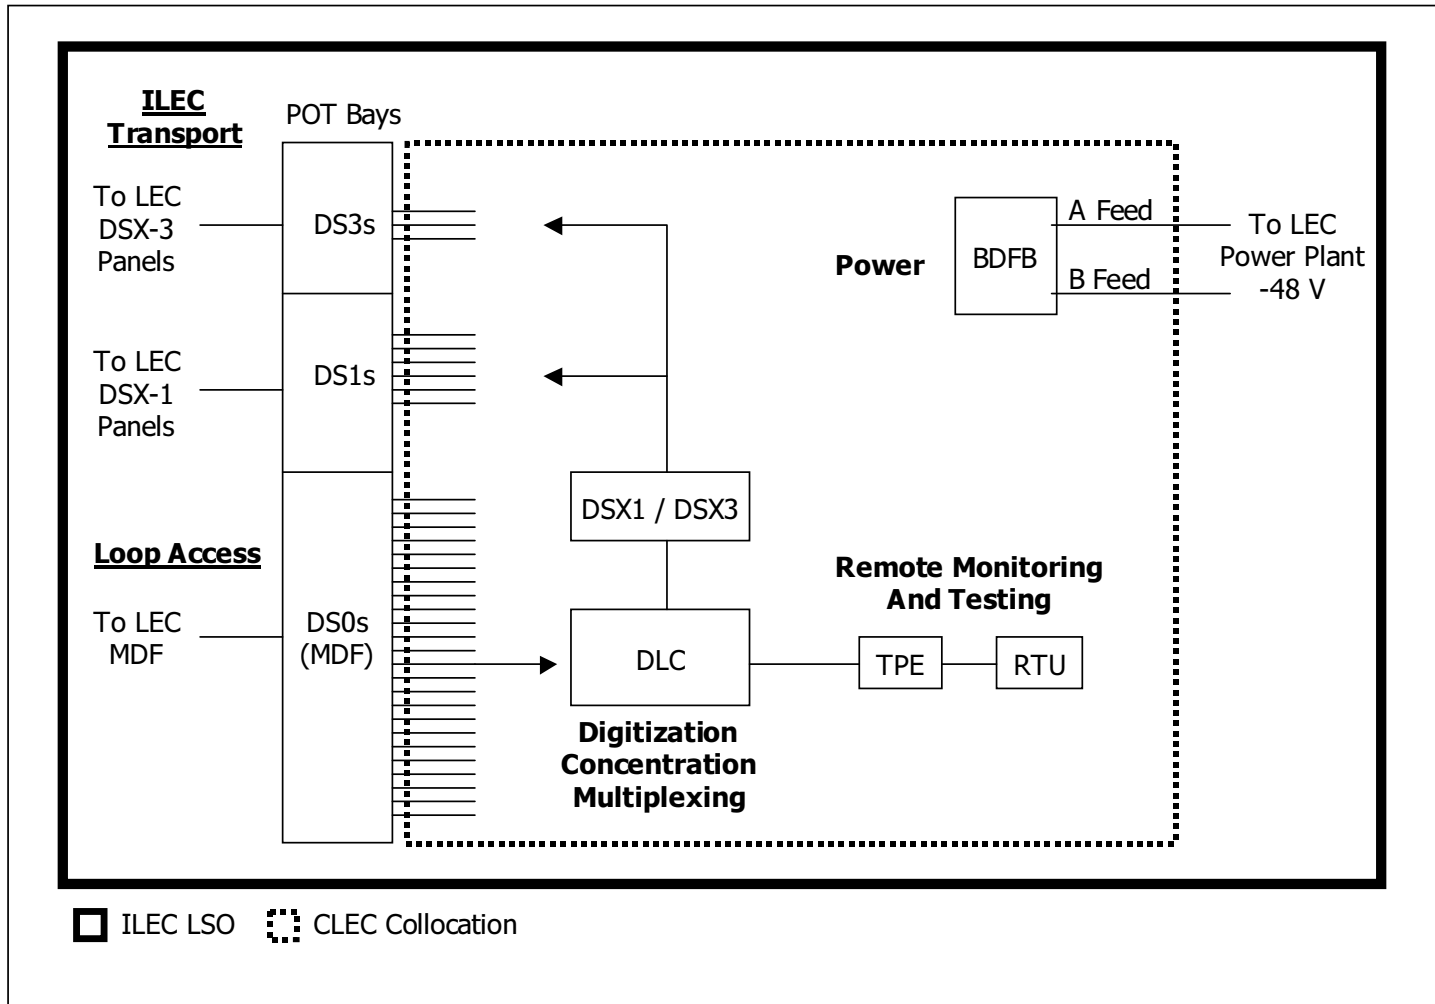 ILEC
Transport
POT Bays
To LEC
DSX-3
Panels
DS3s
To LEC
DSX-1
Panels
DS1s
Loop Access
To LEC
MDF
DS0s
(MDF)
DSX1 / DSX3
DLC
Digitization
Concentration
Multiplexing
Remote Monitoring
And Testing
TPE
RTU
Power
BDFB
A Feed
B Feed
To LEC
Power Plant
-48 V
ILEC LSO
CLEC Collocation